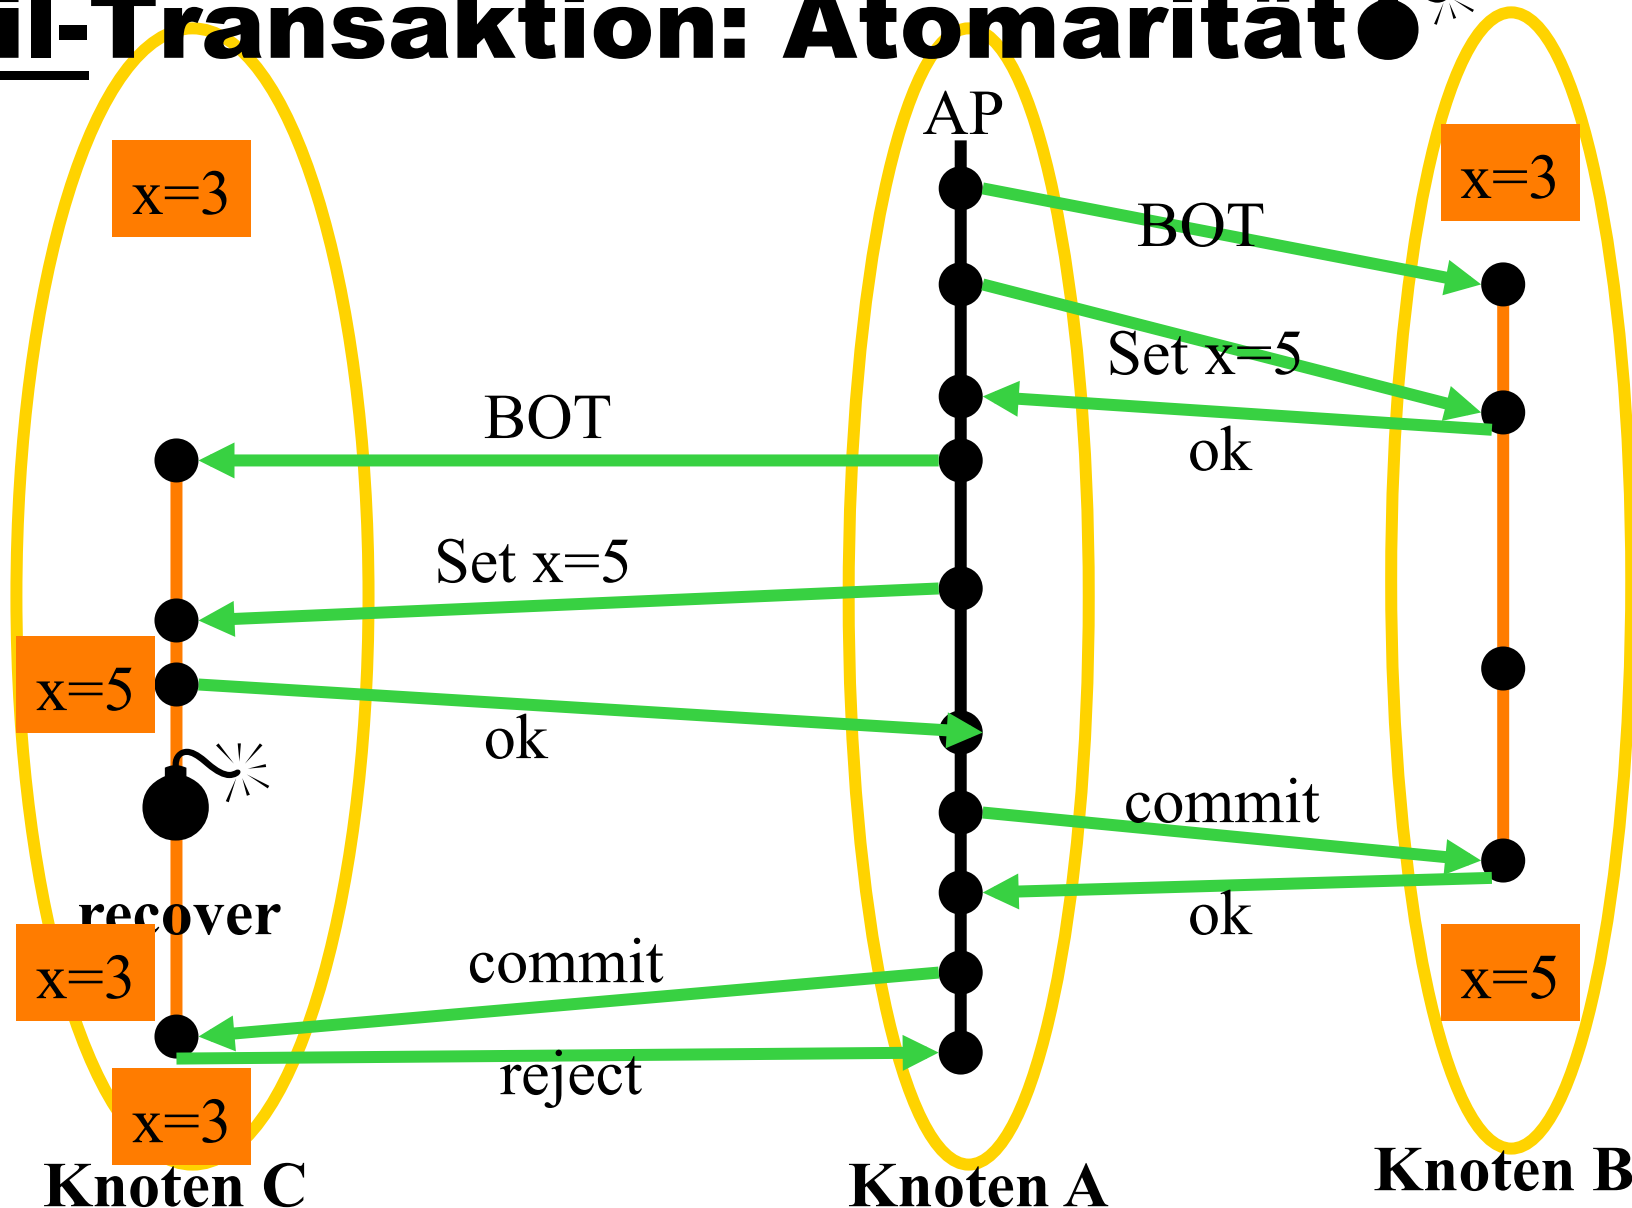 il-Transaktion: Atomarität
AP
x=3
x=3
BOT
Set x=5
BOT
ok
Set x=5
x=5
ok
commit
recover
ok
commit
x=3
x=5
reject
x=3
Knoten C
Knoten A
Knoten B